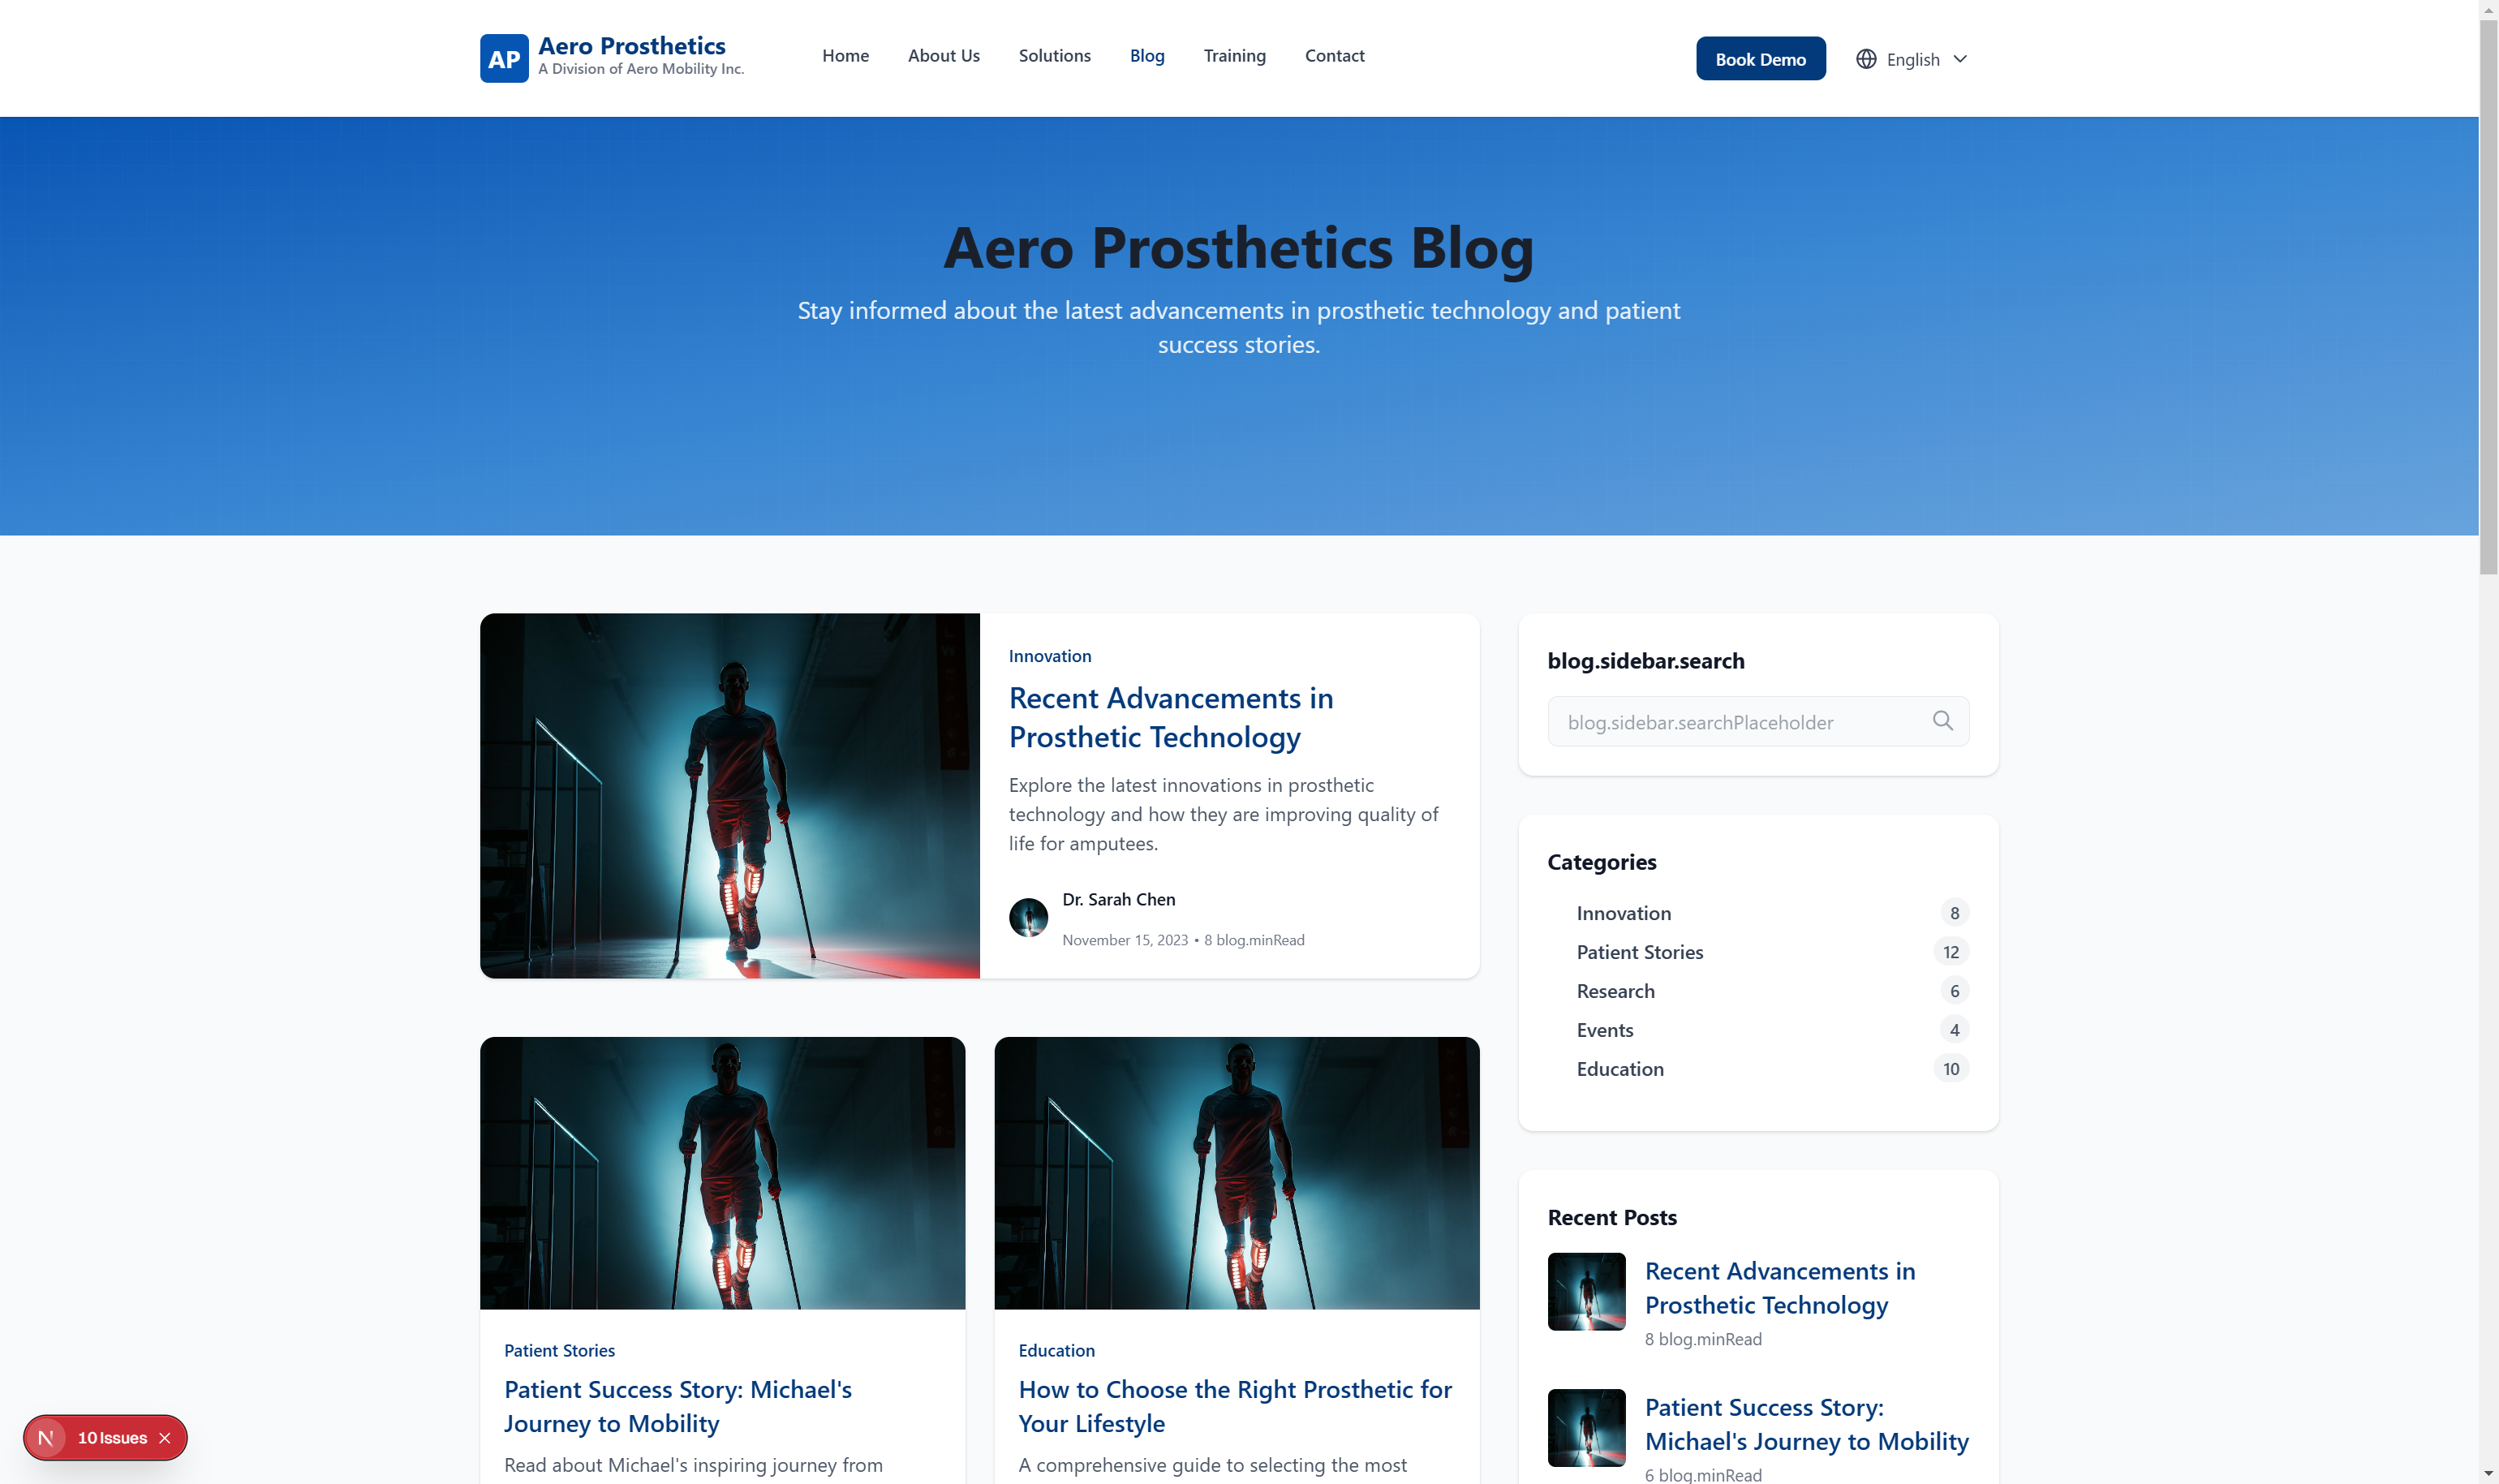 AP
Aero Prosthetics
A Division of Aero Mobility Inc.
Home
About Us
Solutions
Blog
Training
Contact
Book Demo
English
Aero Prosthetics Blog
Stay informed about the latest advancements in prosthetic technology and patient
success stories.
Innovation
Recent Advancements in
Prosthetic Technology
Explore the latest innovations in prosthetic
technology and how they are improving quality of
life for amputees.
Dr. Sarah Chen
November 15, 2023 • 8 blog.minRead
Patient Stories
Patient Success Story: Michael's
Journey to Mobility
Read about Michael's inspiring journey from
Education
How to Choose the Right Prosthetic for
Your Lifestyle
A comprehensive guide to selecting the most
blog.sidebar.search
blog.sidebar.searchPlaceholder
Categories
Innovation 8
Patient Stories 12
Research 6
Events 4
Education 10
Recent Posts
Recent Advancements in
Prosthetic Technology
8 blog.minRead
Patient Success Story:
Michael's Journey to Mobility
6 blog.minRead
N 10 Issues